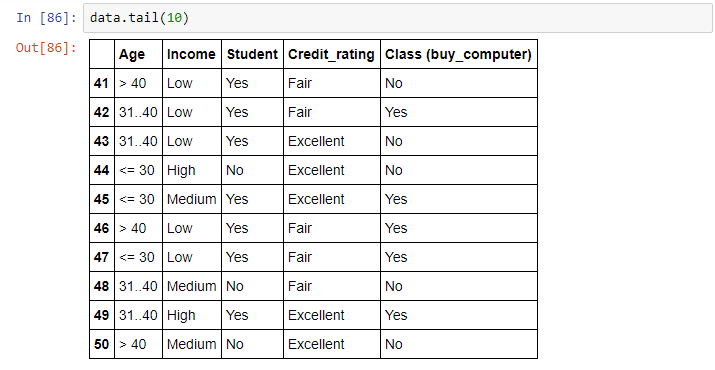 In [86]: data.tail(10)
Out[86]:
Age Income Student Credit_rating Class (buy_computer)
41 > 40 Low Yes Fair No
42 31..40 Low Yes Fair Yes
43 31..40 Low Yes Excellent No
44 <= 30 High No Excellent No
45 <= 30 Medium Yes Excellent Yes
46 > 40 Low Yes Fair Yes
47 <= 30 Low Yes Fair Yes
48 31..40 Medium No Fair No
49 31..40 High Yes Excellent Yes
50 > 40 Medium No Excellent No